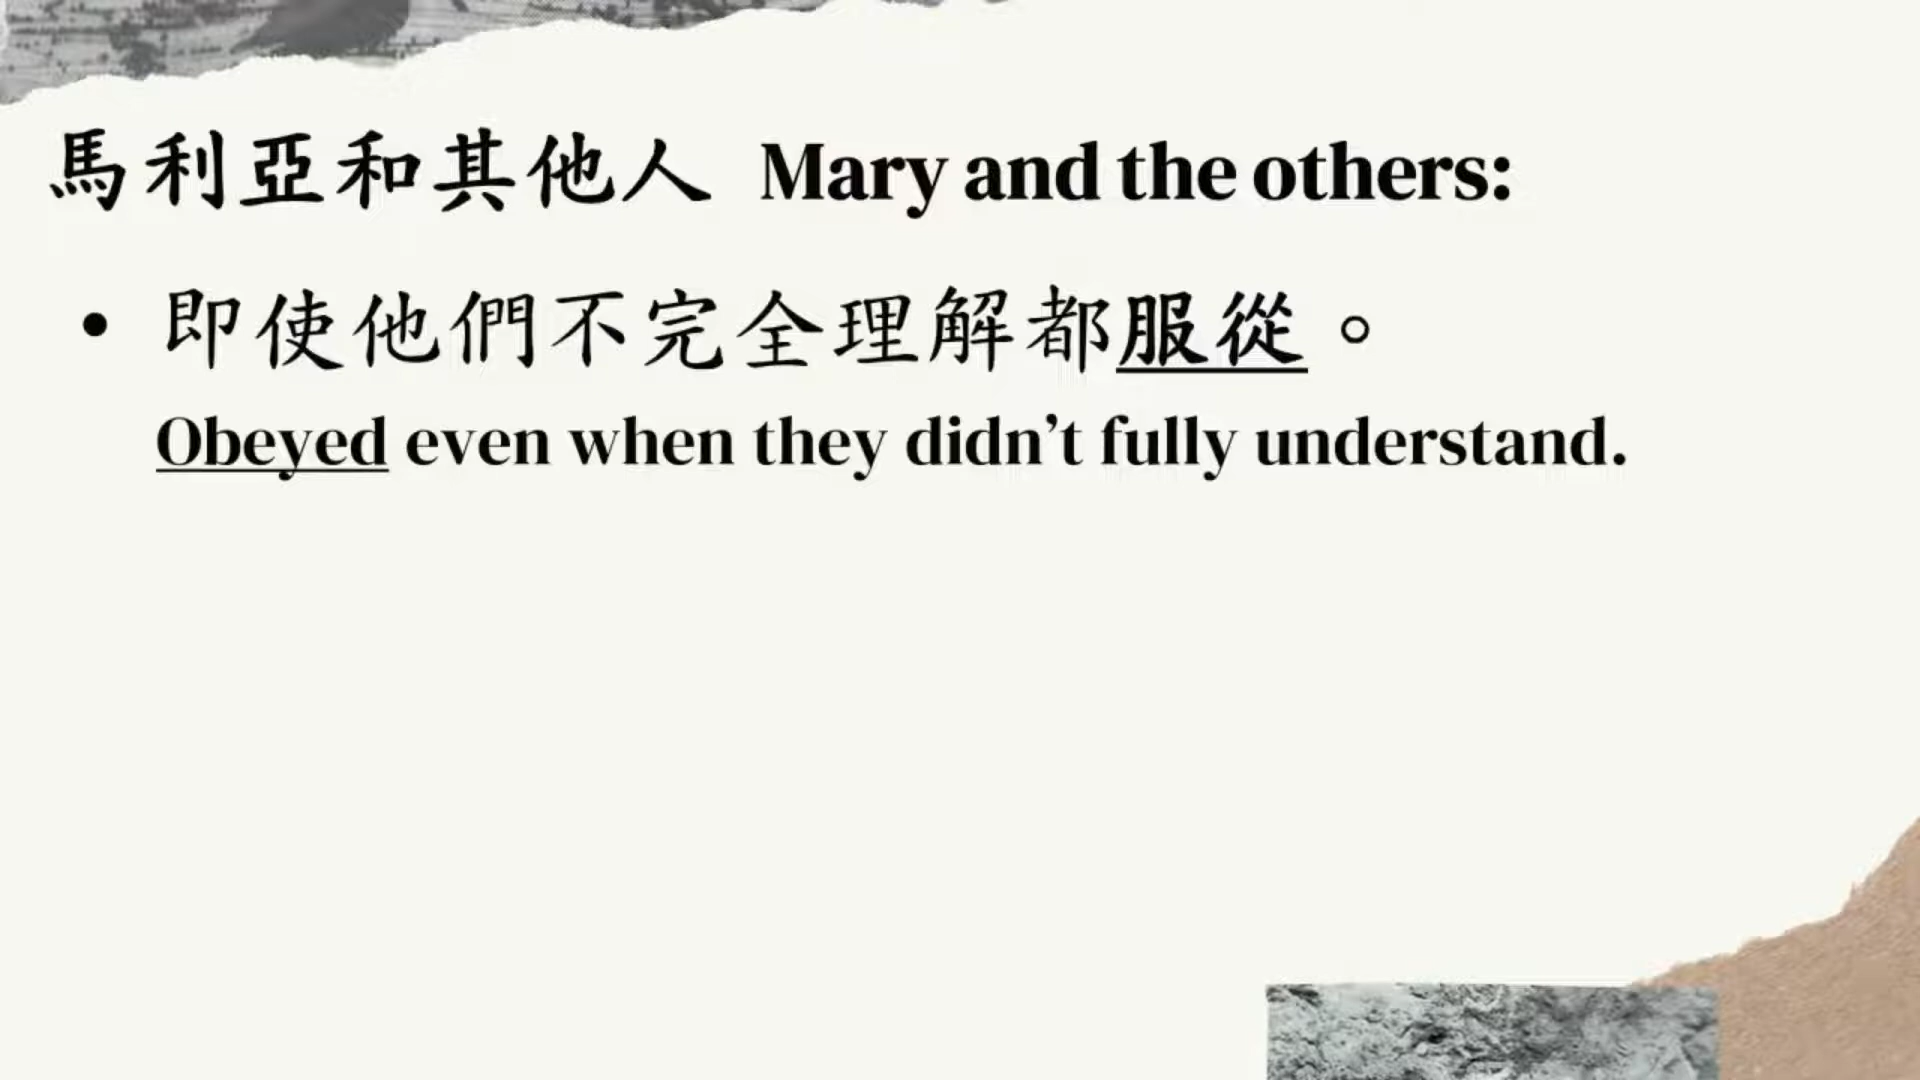 馬利亞和其他人 Mary and the others:
• 即使他們不完全理解都服從。
Obeyed even when they didn’t fully understand.